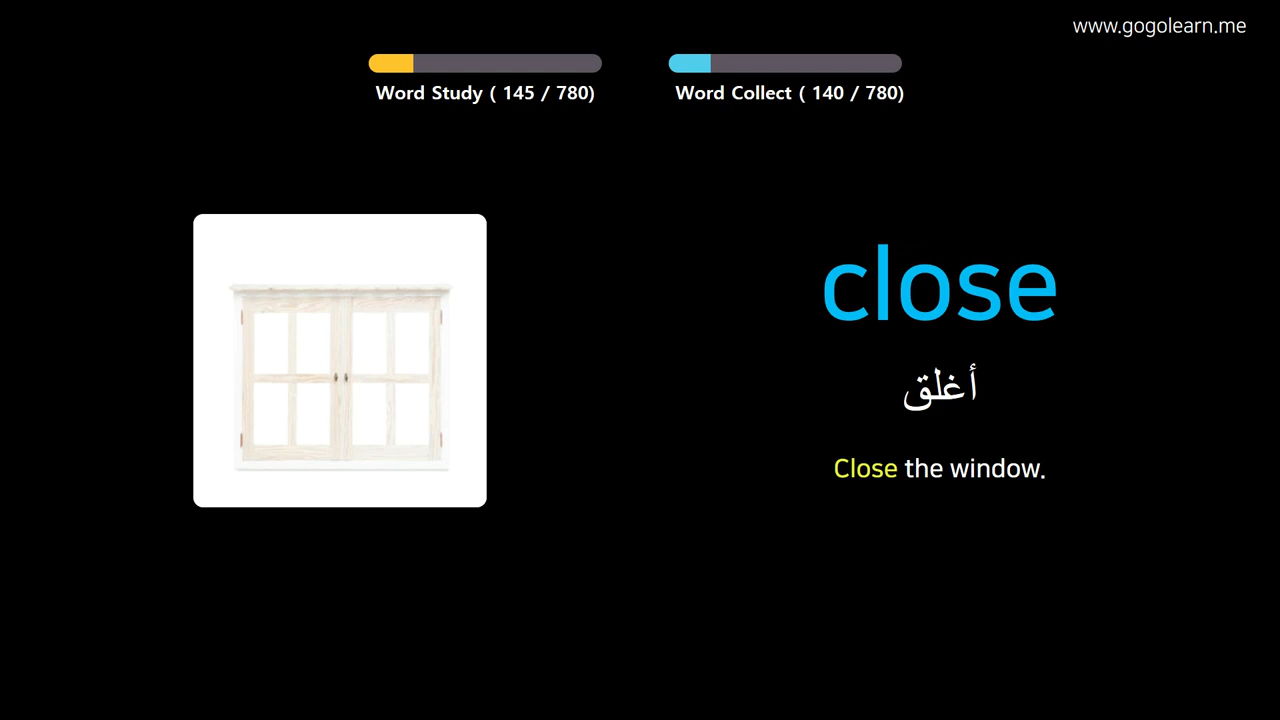 www.gogolearn.me
Word Study ( 145 / 780)
Word Collect ( 140 / 780)
close
أغلق
Close the window.